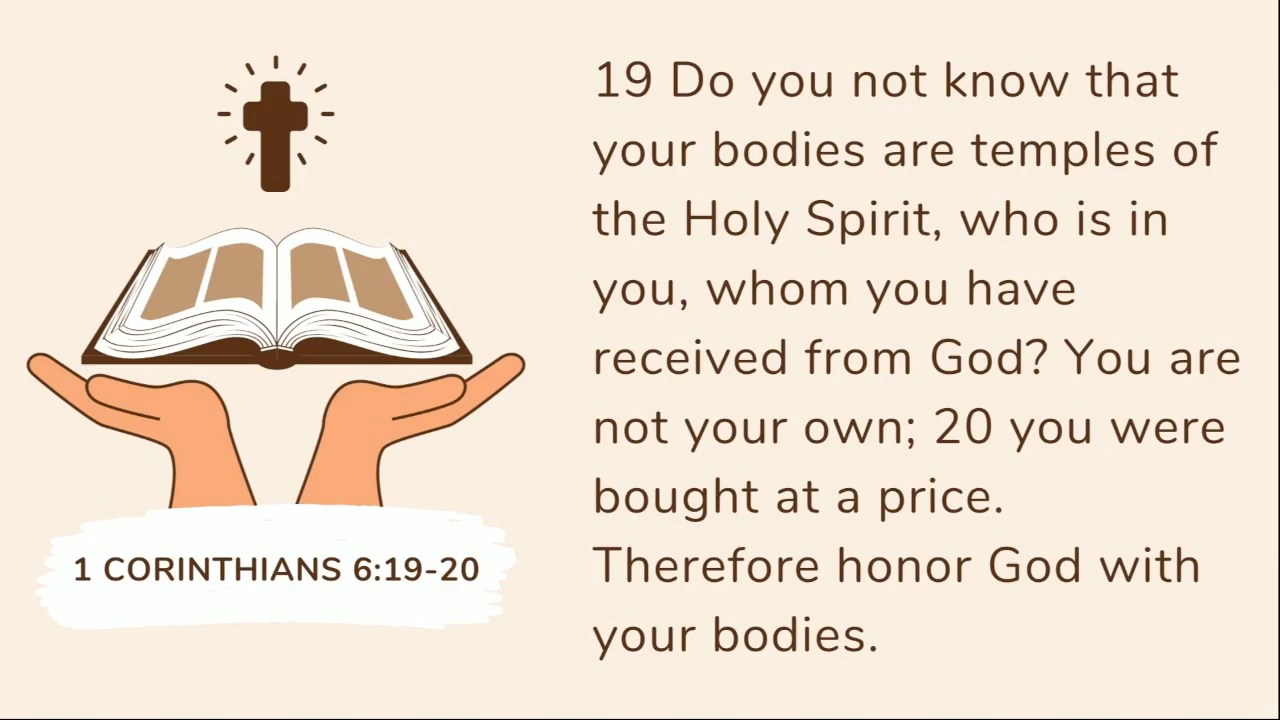 1 CORINTHIANS 6:19-20
19 Do you not know that
your bodies are temples of
the Holy Spirit, who is in
you, whom you have
received from God? You are
not your own; 20 you were
bought at a price.
Therefore honor God with
your bodies.